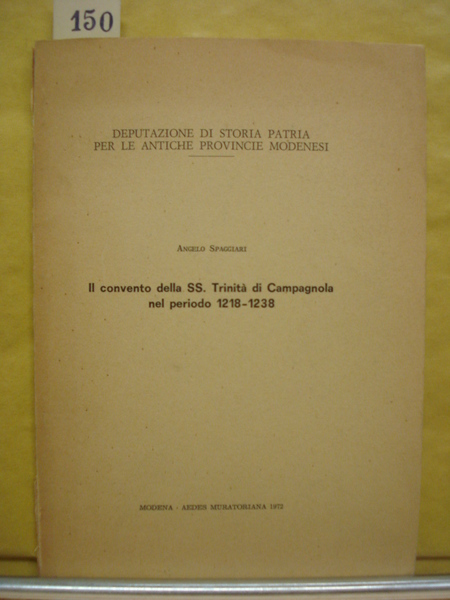 150
DEPUTAZIONE DI STORIA PATRIA
PER LE ANTICHE PROVINCIE MODENESI
ANGELO SPAGGIARI
Il convento della SS. Trinità di Campagnola
nel periodo 1218-1238
MODENA - AEDES MURATORIANA